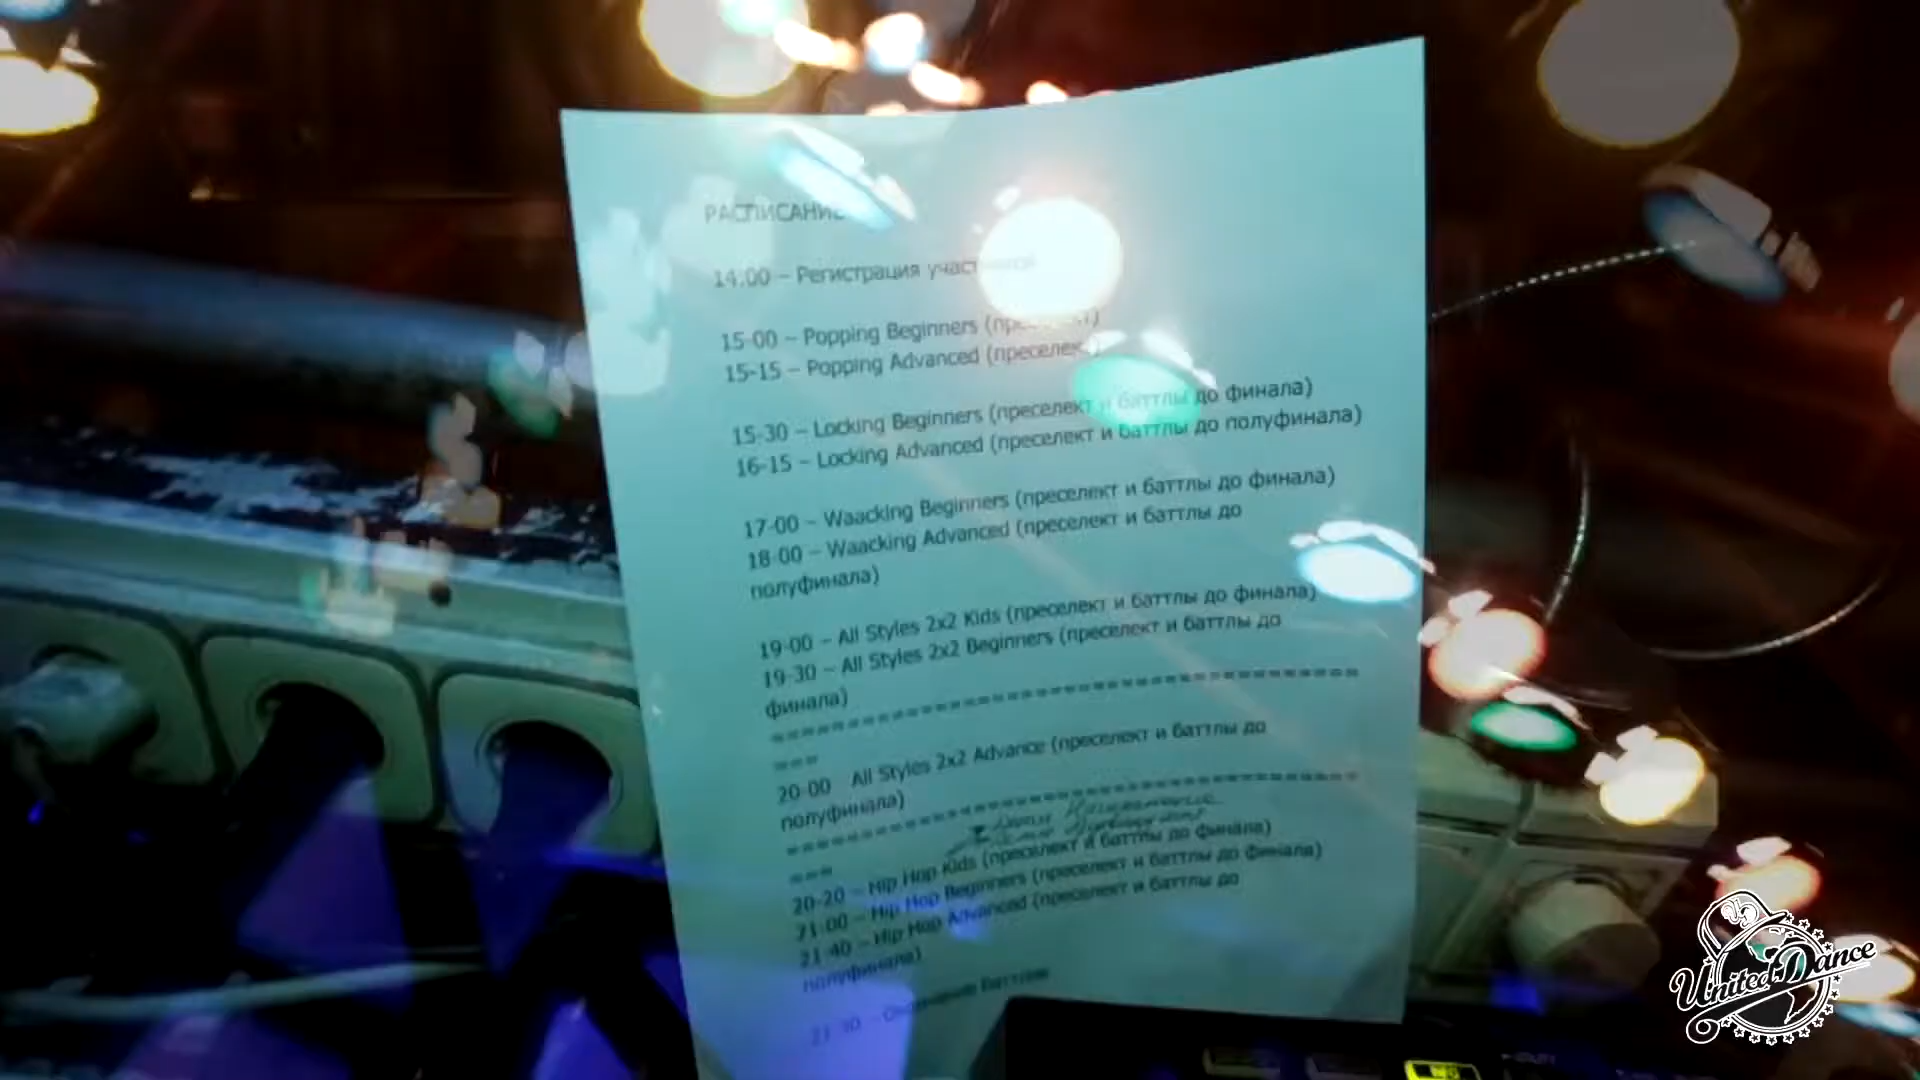 РАСПИСАНИЕ
14:00 – Регистрация
15-00 – Popping Beginners
15-15 – Popping Advanced (преселект)
15-30 – Locking Beginners (преселект и баттлы до финала)
16-15 – Locking Advanced (преселект и баттлы до полуфинала)
17-00 – Waacking Beginners (преселект и баттлы до финала)
18-00 – Waacking Advanced (преселект и баттлы до
полуфинала)
19-00 – All Styles 2x2 Kids (преселект и баттлы до финала)
19-30 – All Styles 2x2 Beginners (преселект и баттлы до
финала)
20-00 All Styles 2x2 Advance (преселект и баттлы до
полуфинала)
20-20 – Hip Hop Kids (преселект и баттлы до финала)
21-00 – Hip Hop Beginners (преселект и баттлы до финала)
21-40 – Hip Hop Advanced (преселект и баттлы до
полуфинала)
United Dance